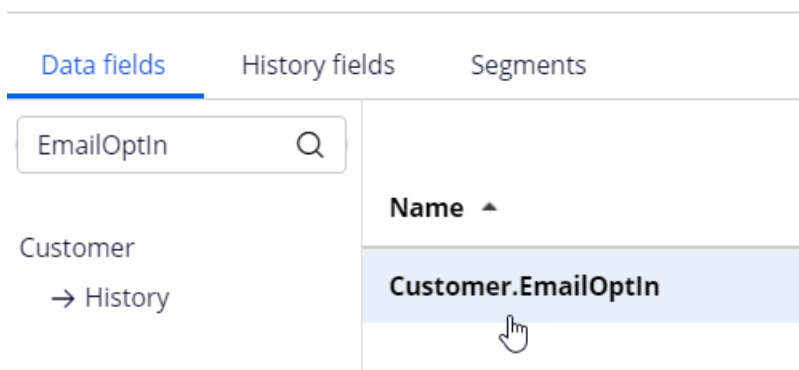 Data fields History fields Segments
EmailOptIn
Name
Customer
Customer.EmailOptIn
→ History